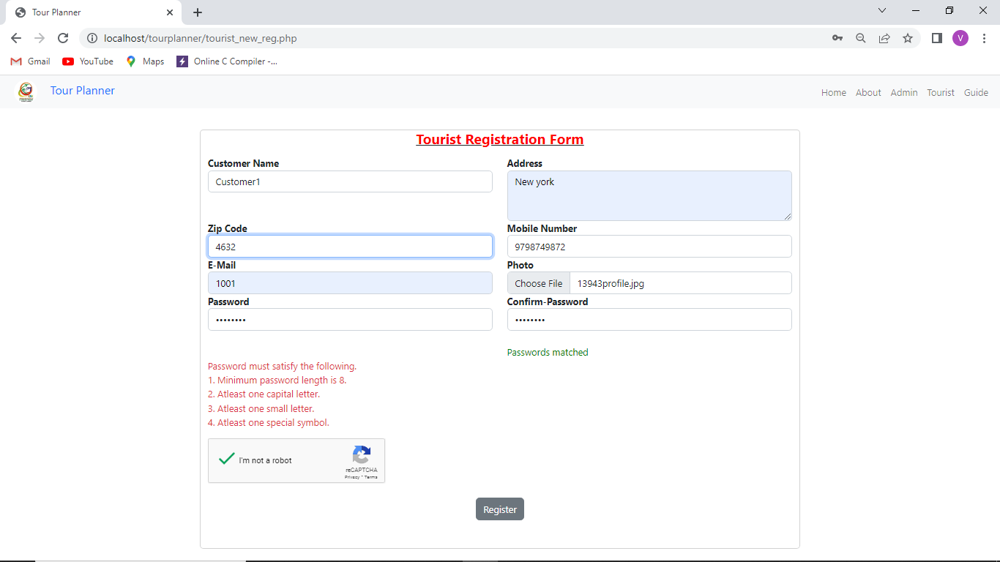 Tour Planner
localhost/tourplanner/tourist_new_reg.php
V
Gmail YouTube Maps Online C Compiler -...
Tour Planner Home About Admin Tourist Guide
Tourist Registration Form
Customer Name Address
Customer1 New york
Zip Code Mobile Number
4632 9798749872
E-Mail Photo
1001 Choose File 13943profile.jpg
Password Confirm-Password
•••••••• ••••••••
Passwords matched
Password must satisfy the following.
1. Minimum password length is 8.
2. Atleast one capital letter.
3. Atleast one small letter.
4. Atleast one special symbol.
I'm not a robot
reCAPTCHA
Privacy - Terms
Register